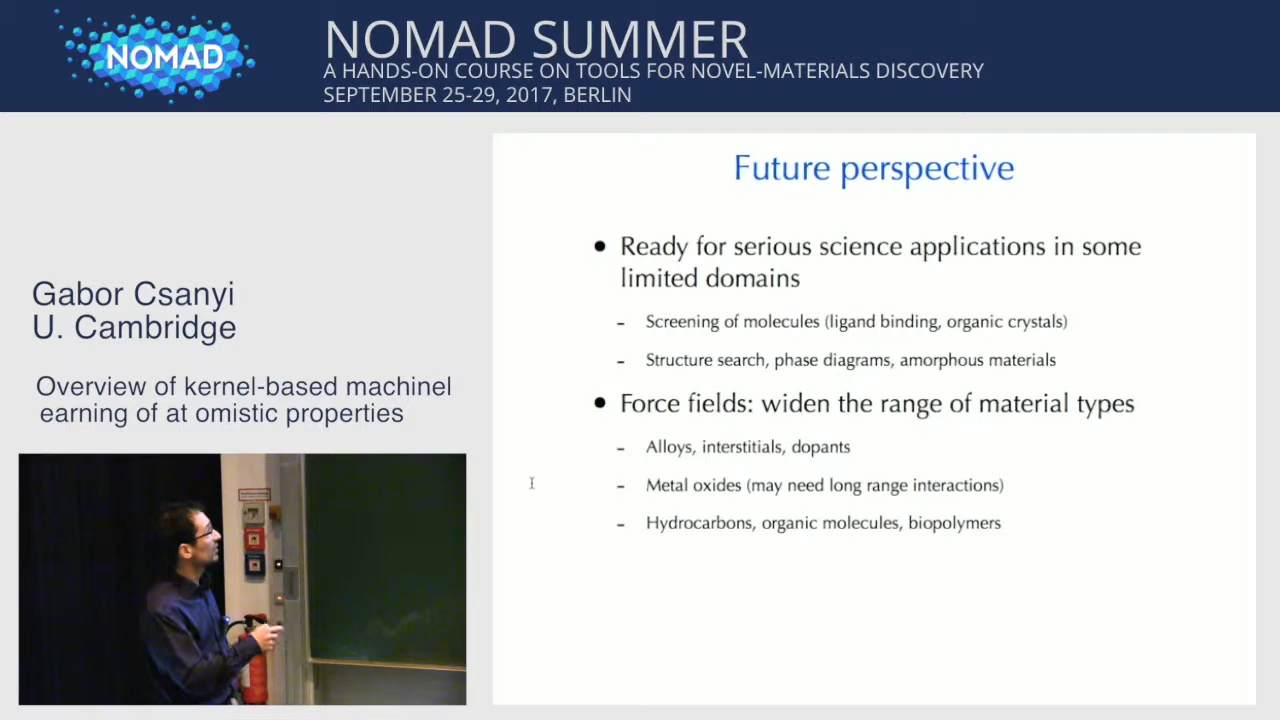 NOMAD
NOMAD SUMMER
A HANDS-ON COURSE ON TOOLS FOR NOVEL-MATERIALS DISCOVERY
SEPTEMBER 25-29, 2017, BERLIN
Gabor Csanyi
U. Cambridge
Overview of kernel-based machinel
earning of at omistic properties
Future perspective
• Ready for serious science applications in some
limited domains
- Screening of molecules (ligand binding, organic crystals)
- Structure search, phase diagrams, amorphous materials
• Force fields: widen the range of material types
- Alloys, interstitials, dopants
- Metal oxides (may need long range interactions)
- Hydrocarbons, organic molecules, biopolymers